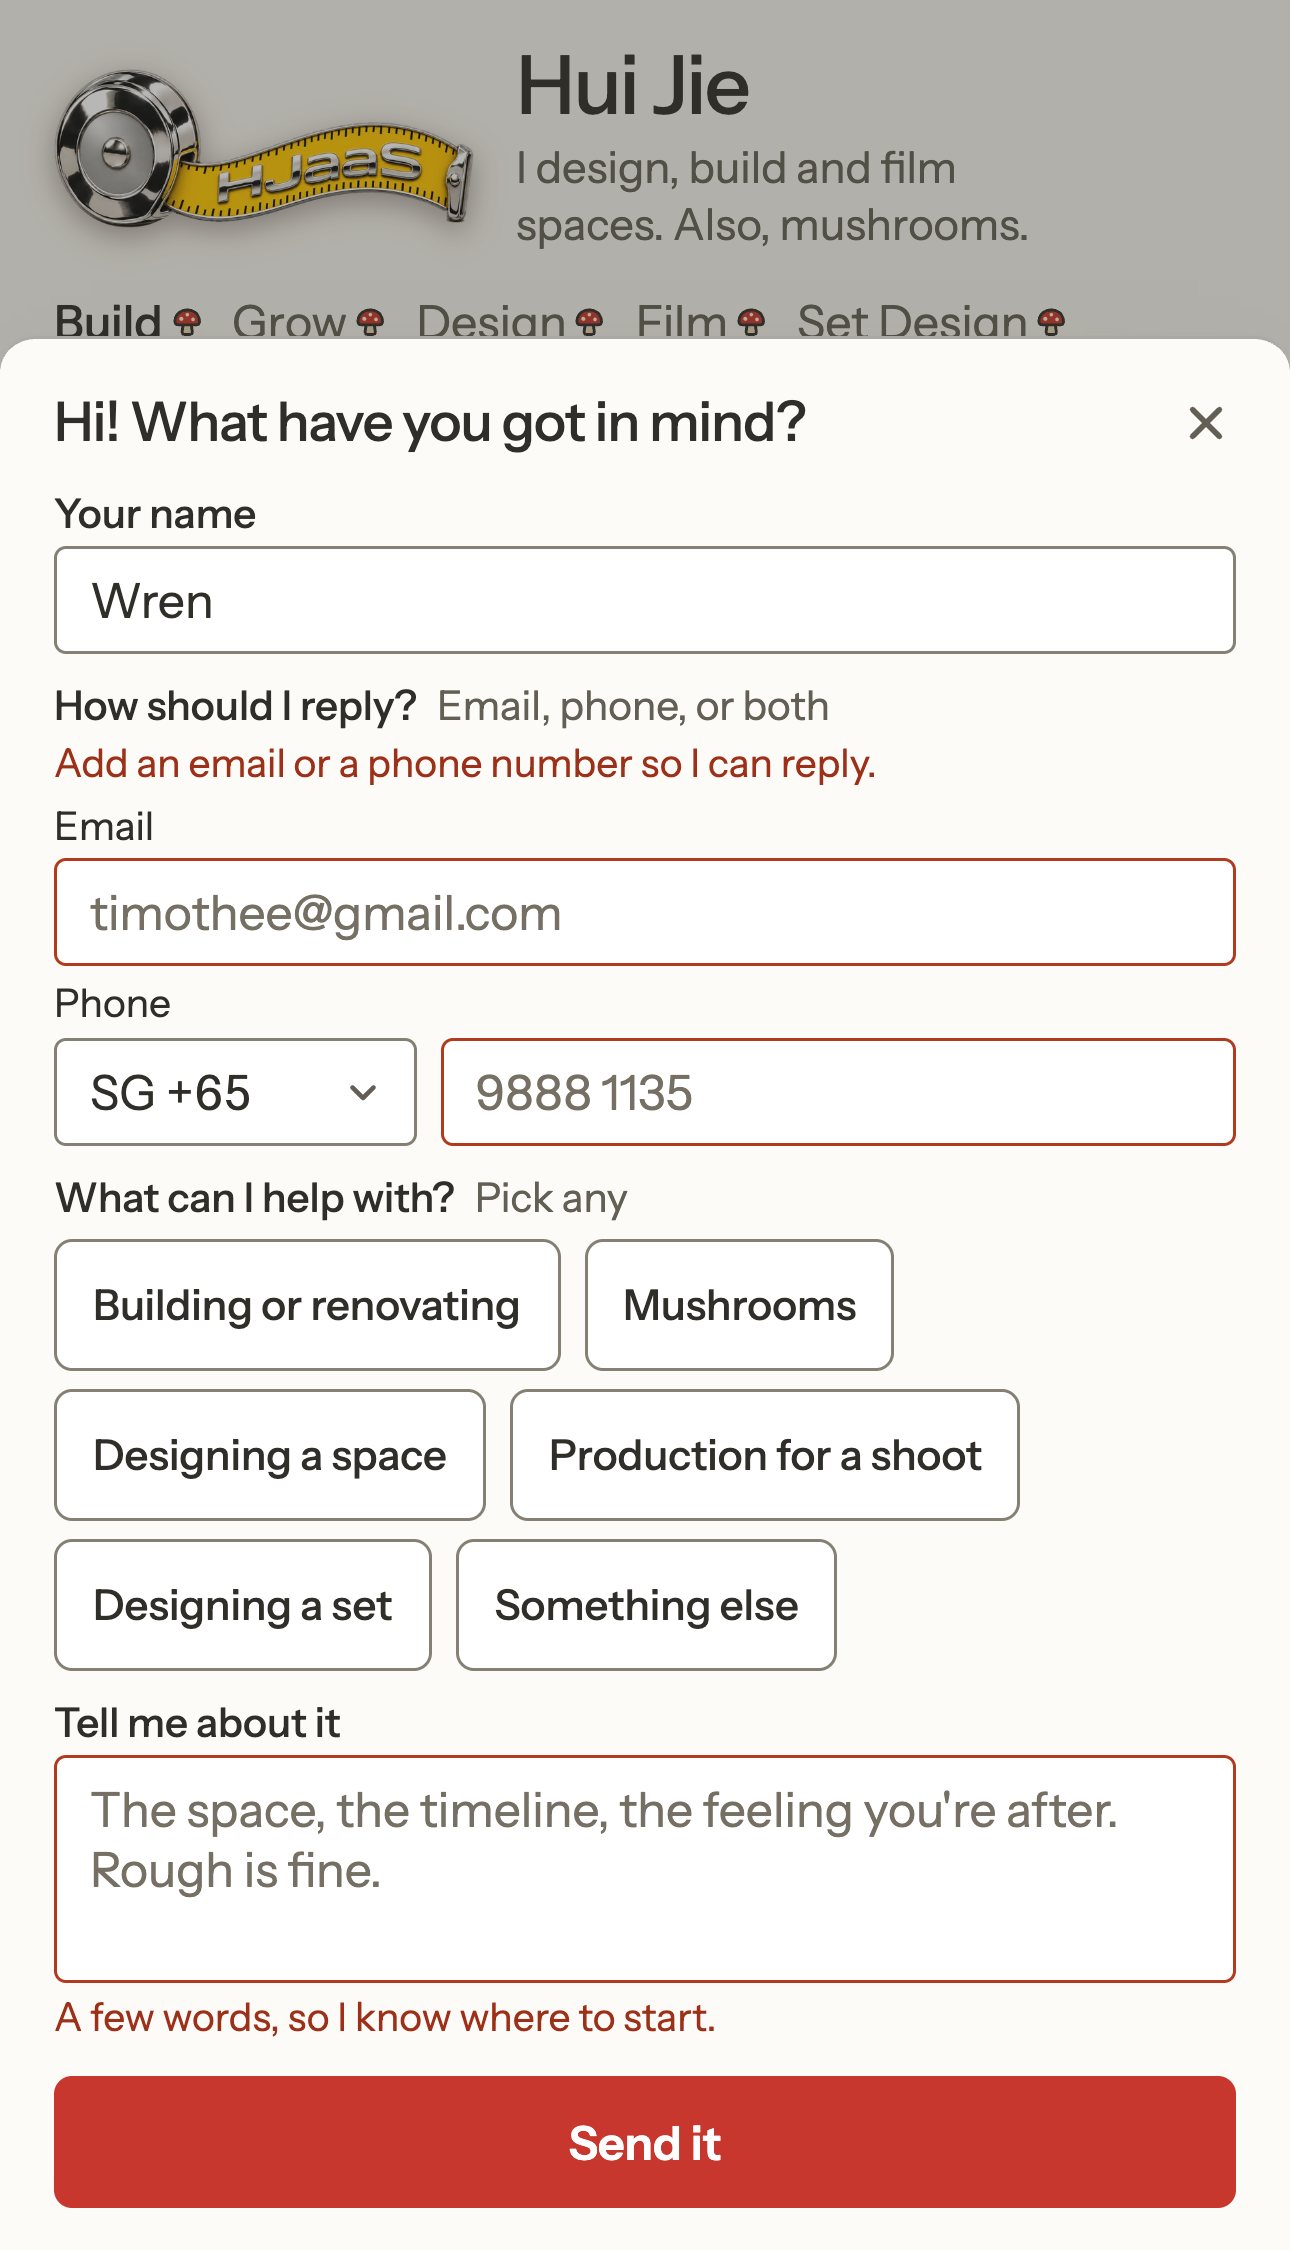 HJaaS
Hui Jie
I design, build and film
spaces. Also, mushrooms.
Build Grow Design Film Set Design
Hi! What have you got in mind?
Your name
Wren
How should I reply? Email, phone, or both
Add an email or a phone number so I can reply.
Email
timothee@gmail.com
Phone
SG +65
9888 1135
What can I help with? Pick any
Building or renovating
Mushrooms
Designing a space
Production for a shoot
Designing a set
Something else
Tell me about it
The space, the timeline, the feeling you're after.
Rough is fine.
A few words, so I know where to start.
Send it